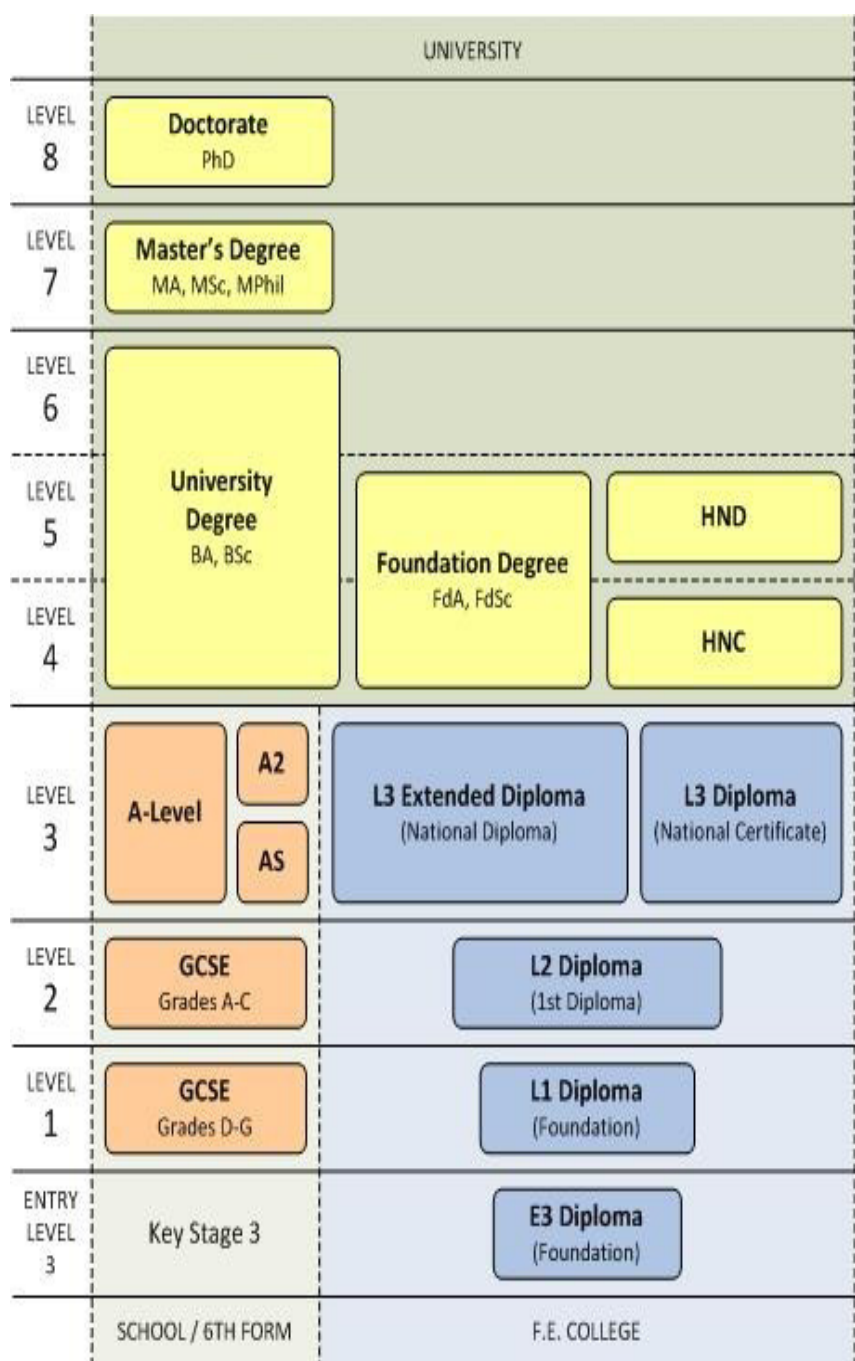 UNIVERSITY
LEVEL
8
Doctorate
PhD
LEVEL
7
Master's Degree
MA, MSc, MPhil
LEVEL
6
University
Degree
BA, BSc
LEVEL
5
Foundation Degree
FdA, FdSc
HND
LEVEL
4
HNC
LEVEL
3
A-Level
A2
AS
L3 Extended Diploma
(National Diploma)
L3 Diploma
(National Certificate)
LEVEL
2
GCSE
Grades A-C
L2 Diploma
(1st Diploma)
LEVEL
1
GCSE
Grades D-G
L1 Diploma
(Foundation)
ENTRY
LEVEL
3
Key Stage 3
E3 Diploma
(Foundation)
SCHOOL / 6TH FORM
F.E. COLLEGE